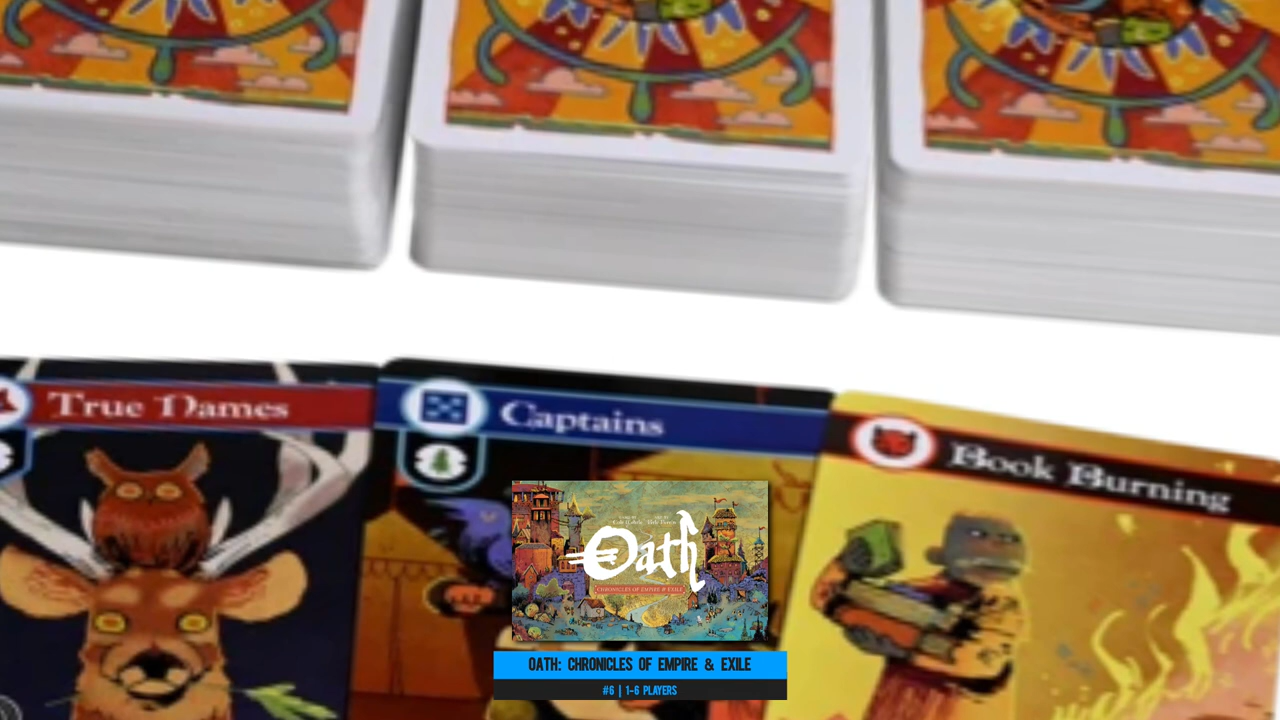 True Names
Captains
Book Burning
Oath
CHRONICLES OF EMPIRE & EXILE
OATH: CHRONICLES OF EMPIRE & EXILE
#6 | 1-6 PLAYERS